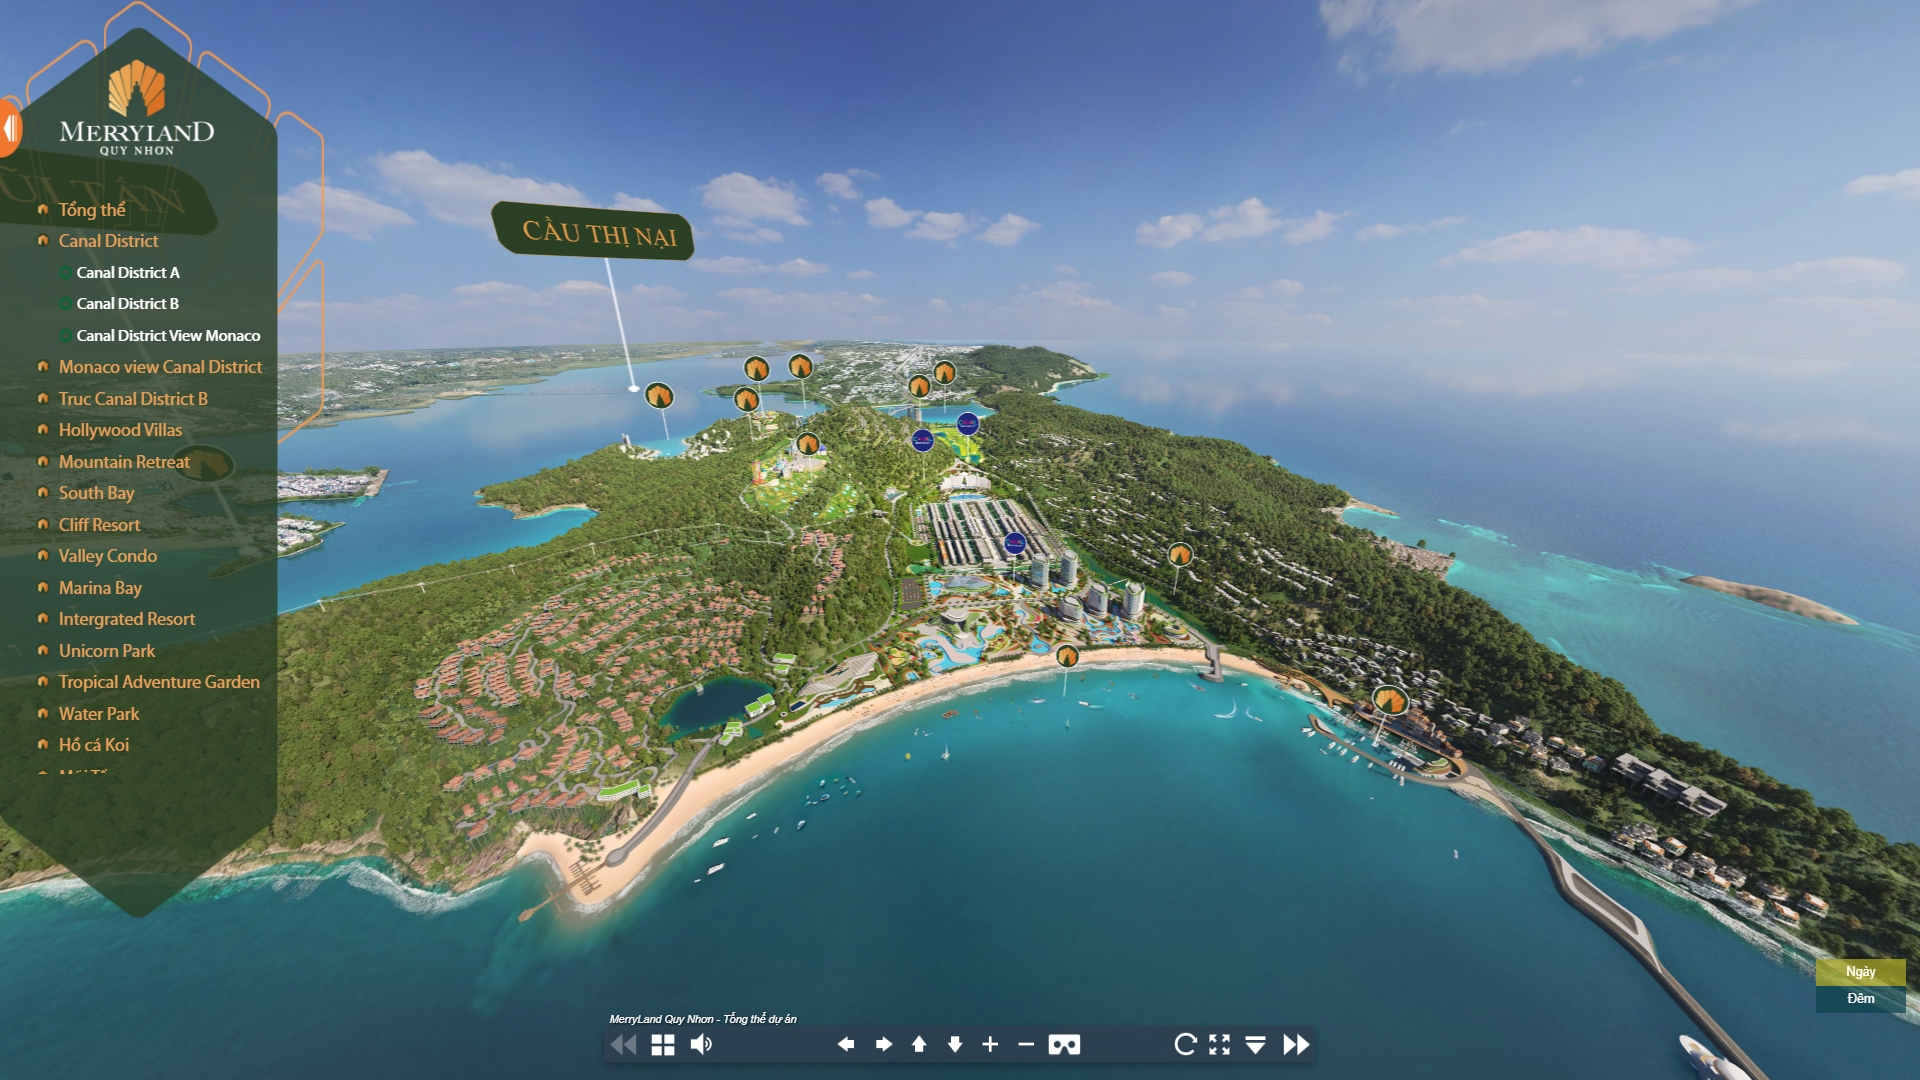 MERRYLAND
QUY NHƠN
CẦU THỊ NẠI
Tổng thể
Canal District
Canal District A
Canal District B
Canal District View Monaco
Monaco view Canal District
Truc Canal District B
Hollywood Villas
Mountain Retreat
South Bay
Cliff Resort
Valley Condo
Marina Bay
Intergrated Resort
Unicorn Park
Tropical Adventure Garden
Water Park
Hồ cá Koi
Ngày
Đêm
MerryLand Quy Nhơn - Tổng thể dự án